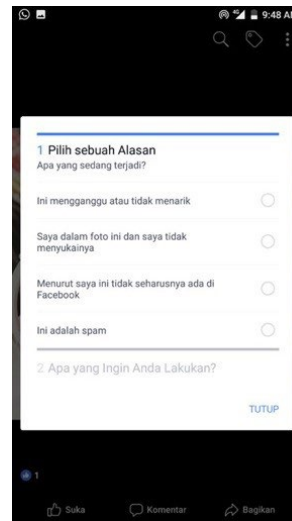 9:48 AM
1 Pilih sebuah Alasan
Apa yang sedang terjadi?
Ini mengganggu atau tidak menarik
Saya dalam foto ini dan saya tidak
menyukainya
Menurut saya ini tidak seharusnya ada di
Facebook
Ini adalah spam
2 Apa yang Ingin Anda Lakukan?
TUTUP
1
Suka Komentar Bagikan